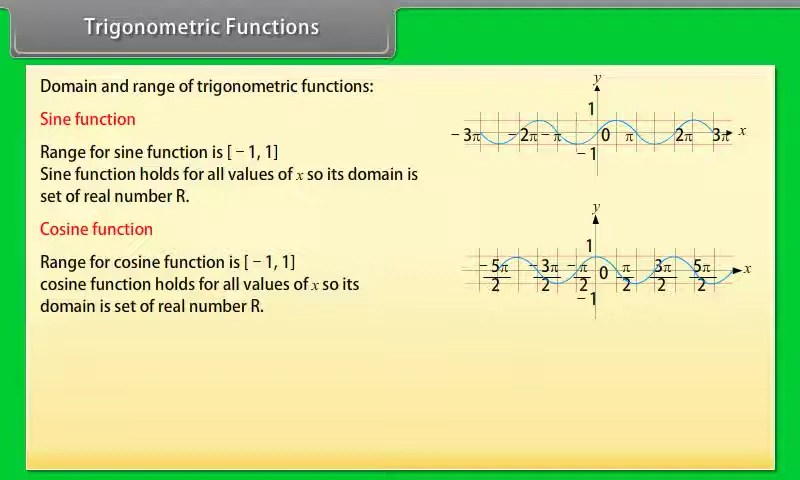 Trigonometric Functions
Domain and range of trigonometric functions:
Sine function
Range for sine function is [ − 1, 1]
Sine function holds for all values of x so its domain is
set of real number R.
Cosine function
Range for cosine function is [ − 1, 1]
cosine function holds for all values of x so its
domain is set of real number R.
y
1
− 3π − 2π − π 0 π 2π 3π x
− 1
y
1
− 5π/2 − 3π/2 − π/2 0 π/2 3π/2 5π/2 x
− 1